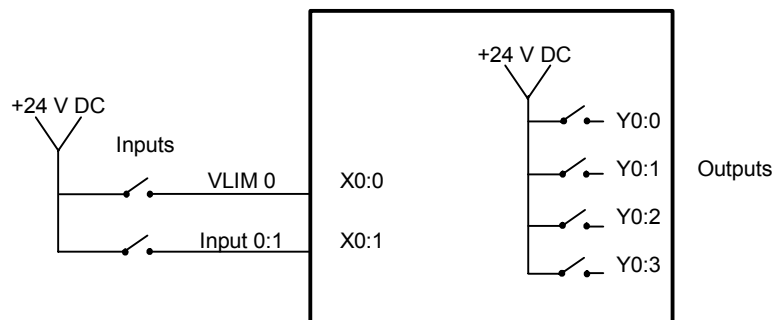 +24 V DC
+24 V DC
Inputs
Y0:0
VLIM 0
X0:0
Y0:1
Outputs
Input 0:1
X0:1
Y0:2
Y0:3